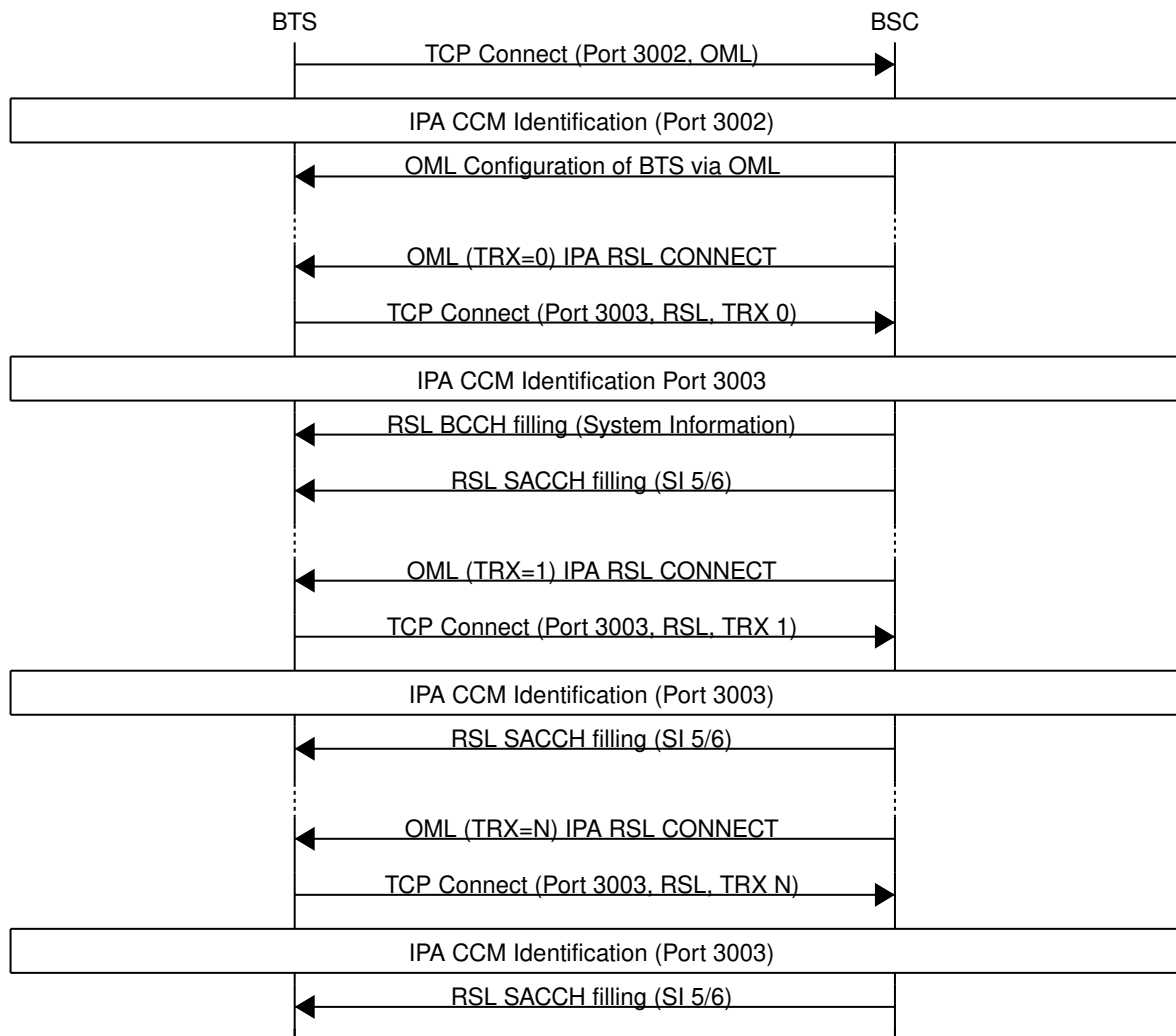 BTS BSC
TCP Connect (Port 3002, OML)
IPA CCM Identification (Port 3002)
OML Configuration of BTS via OML
OML (TRX=0) IPA RSL CONNECT
TCP Connect (Port 3003, RSL, TRX 0)
IPA CCM Identification Port 3003
RSL BCCH filling (System Information)
RSL SACCH filling (SI 5/6)
OML (TRX=1) IPA RSL CONNECT
TCP Connect (Port 3003, RSL, TRX 1)
IPA CCM Identification (Port 3003)
RSL SACCH filling (SI 5/6)
OML (TRX=N) IPA RSL CONNECT
TCP Connect (Port 3003, RSL, TRX N)
IPA CCM Identification (Port 3003)
RSL SACCH filling (SI 5/6)